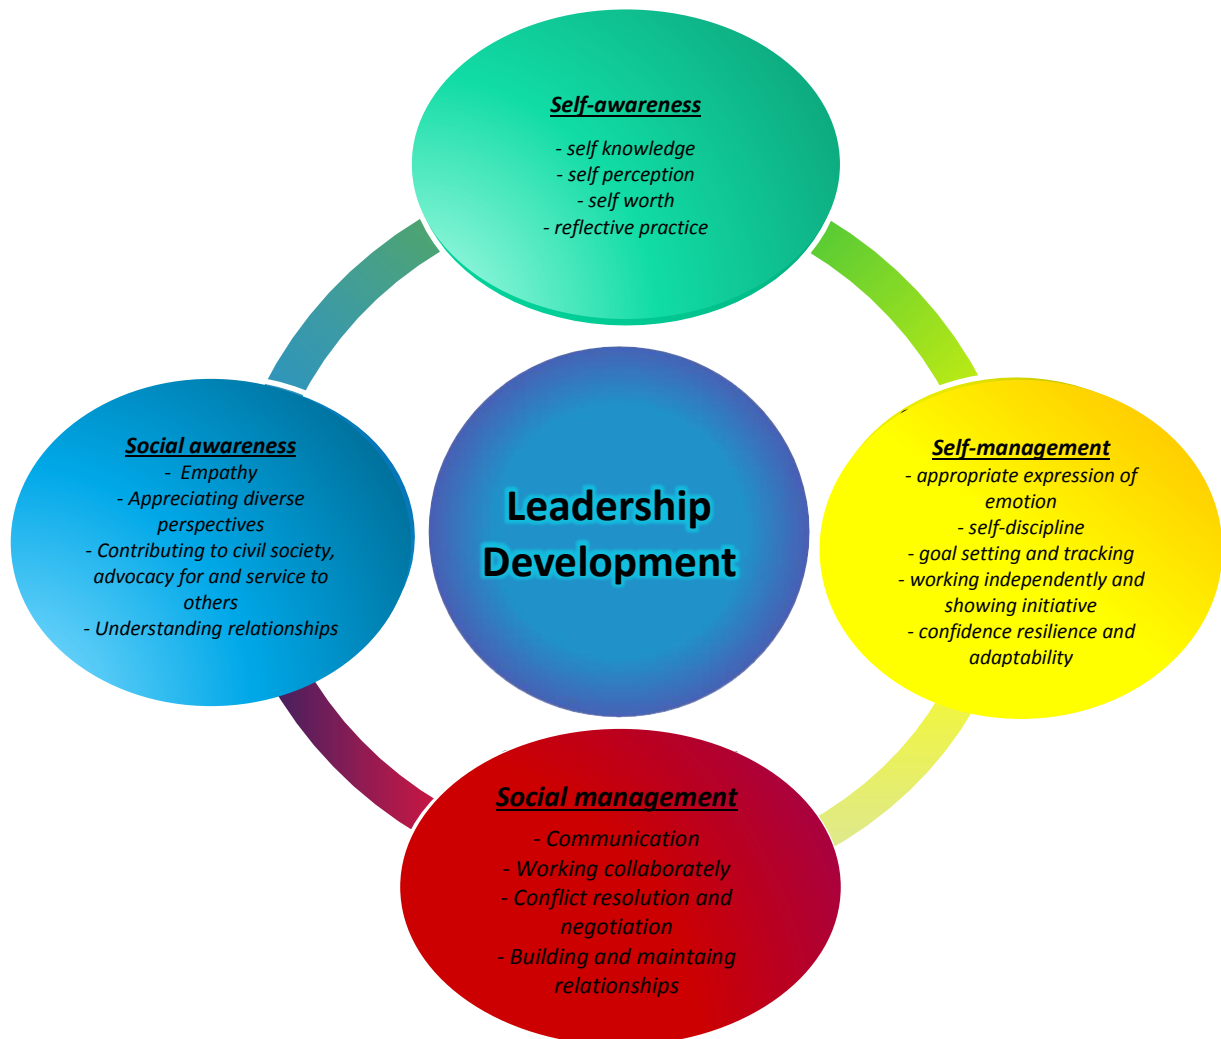 Self-awareness
- self knowledge
- self perception
- self worth
- reflective practice
Social awareness
- Empathy
- Appreciating diverse
perspectives
- Contributing to civil society,
advocacy for and service to
others
- Understanding relationships
Leadership
Development
Self-management
- appropriate expression of
emotion
- self-discipline
- goal setting and tracking
- working independently and
showing initiative
- confidence resilience and
adaptability
Social management
- Communication
- Working collaborately
- Conflict resolution and
negotiation
- Building and maintaing
relationships